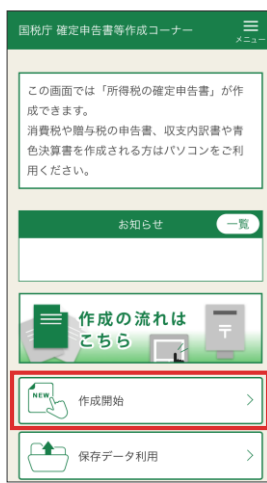 国税庁 確定申告書等作成コーナー
メニュー
この画面では「所得税の確定申告書」が作
成できます。
消費税や贈与税の申告書、収支内訳書や青
色決算書を作成される方はパソコンをご利
用ください。
お知らせ
一覧
作成の流れは
こちら
〒
NEW
作成開始
保存データ利用